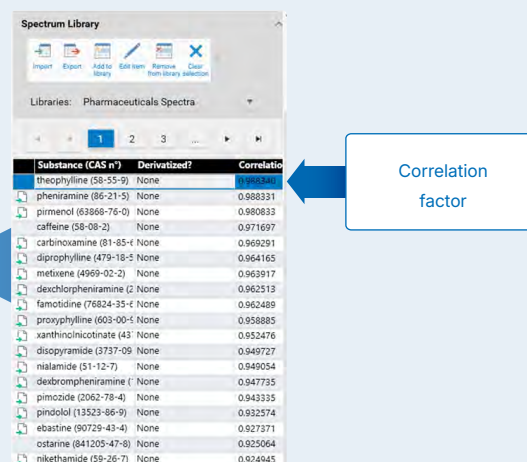 Spectrum Library
Import Export Add to library Edit item Remove from library Clear selection
Libraries: Pharmaceuticals Spectra
1 2 3 ...
Substance (CAS n°) Derivatized? Correlatio
theophylline (58-55-9) None 0.988340
pheniramine (86-21-5) None 0.988331
pirmenol (63868-76-0) None 0.980833
caffeine (58-08-2) None 0.971697
carbinoxamine (81-85-6 None 0.969291
diprophylline (479-18-5 None 0.964165
metixene (4969-02-2) None 0.963917
dexchlorpheniramine (2 None 0.962513
famotidine (76824-35-6 None 0.962489
proxyphylline (603-00-9 None 0.958885
xanthinolnicotinate (43 None 0.952476
disopyramide (3737-09 None 0.949727
nialamide (51-12-7) None 0.949054
dexbrompheniramine ( None 0.947735
pimozide (2062-78-4) None 0.943335
pindolol (13523-86-9) None 0.932574
ebastine (90729-43-4) None 0.927371
ostarine (841205-47-8) None 0.925064
nikethamide (59-26-7) None 0.924945
Correlation
factor